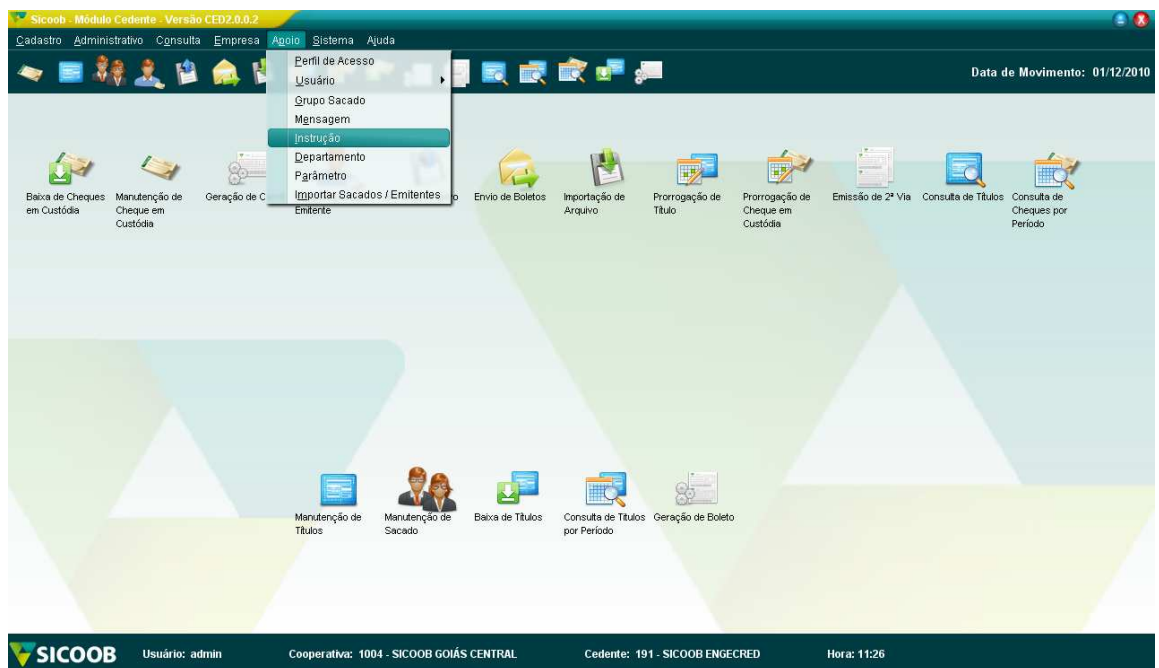 Sicoob - Módulo Cedente - Versão CED2.0.0.2
Cadastro Administrativo Consulta Empresa Apoio Sistema Ajuda
Data de Movimento: 01/12/2010
Perfil de Acesso
Usuário
Grupo Sacado
Mensagem
Instrução
Departamento
Parâmetro
Importar Sacados / Emitentes
Baixa de Cheques
em Custódia
Manutenção de
Cheque em
Custódia
Geração de C
Emitente
vo
Envio de Boletos
Importação de
Arquivo
Prorrogação de
Título
Prorrogação de
Cheque em
Custódia
Emissão de 2ª Via
Consulta de Títulos
Consulta de
Cheques por
Período
Manutenção de
Títulos
Manutenção de
Sacado
Baixa de Títulos
Consulta de Títulos
por Período
Geração de Boleto
SICOOB
Usuário: admin
Cooperativa: 1004 - SICOOB GOIÁS CENTRAL
Cedente: 191 - SICOOB ENGECRED
Hora: 11:26